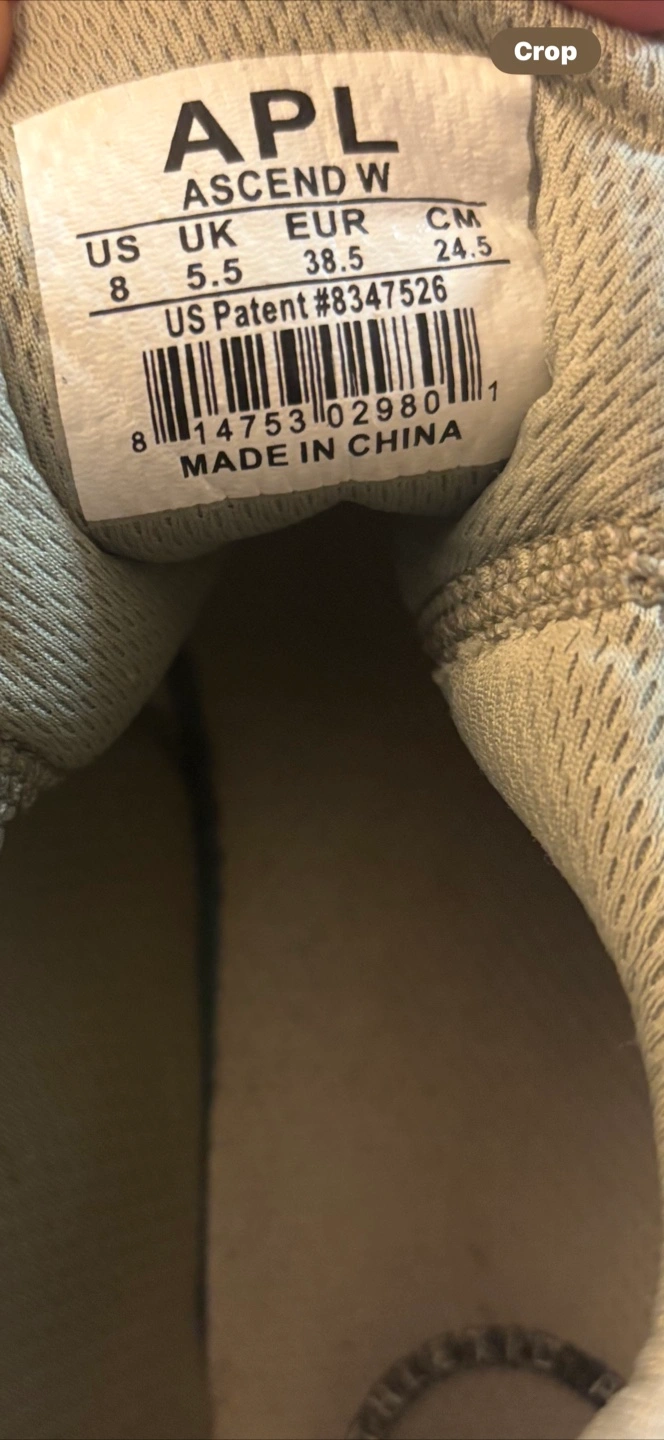 Crop
APL
ASCEND W
US UK EUR CM
8 5.5 38.5 24.5
US Patent #8347526
8 14753 02980 1
MADE IN CHINA